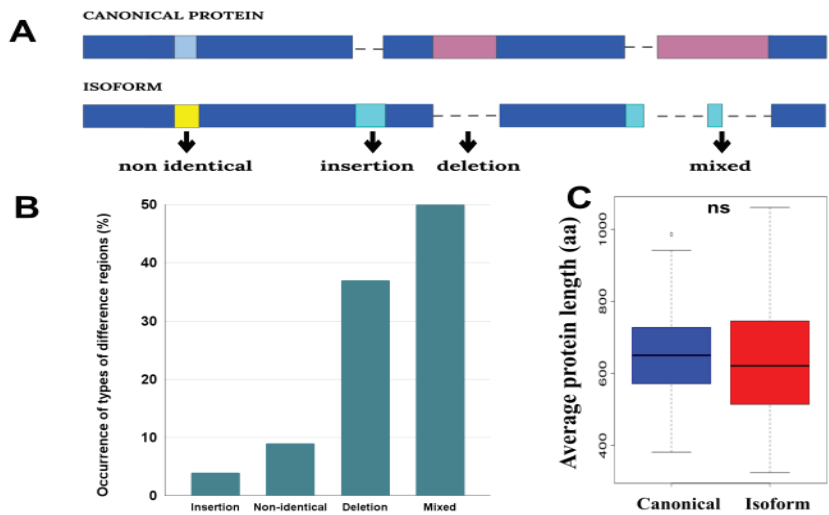 A
CANONICAL PROTEIN
ISOFORM
non identical
insertion
deletion
mixed
B
Occurrence of types of difference regions (%)
50
40
30
20
10
0
Insertion
Non-identical
Deletion
Mixed
C
ns
Average protein length (aa)
1000
800
600
400
Canonical
Isoform